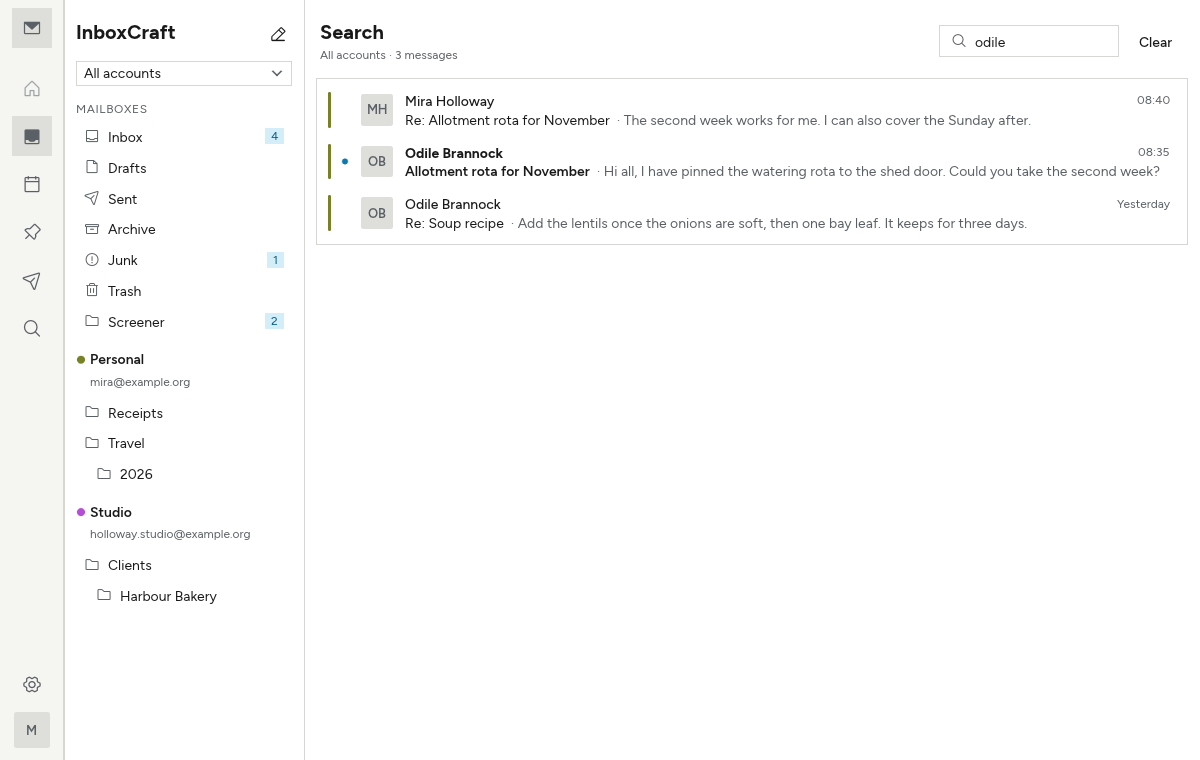 InboxCraft
All accounts
MAILBOXES
Inbox 4
Drafts
Sent
Archive
Junk 1
Trash
Screener 2
Personal
mira@example.org
Receipts
Travel
2026
Studio
holloway.studio@example.org
Clients
Harbour Bakery
M
Search
All accounts · 3 messages
odile
Clear
MH
Mira Holloway 08:40
Re: Allotment rota for November · The second week works for me. I can also cover the Sunday after.
OB
Odile Brannock 08:35
Allotment rota for November · Hi all, I have pinned the watering rota to the shed door. Could you take the second week?
OB
Odile Brannock Yesterday
Re: Soup recipe · Add the lentils once the onions are soft, then one bay leaf. It keeps for three days.